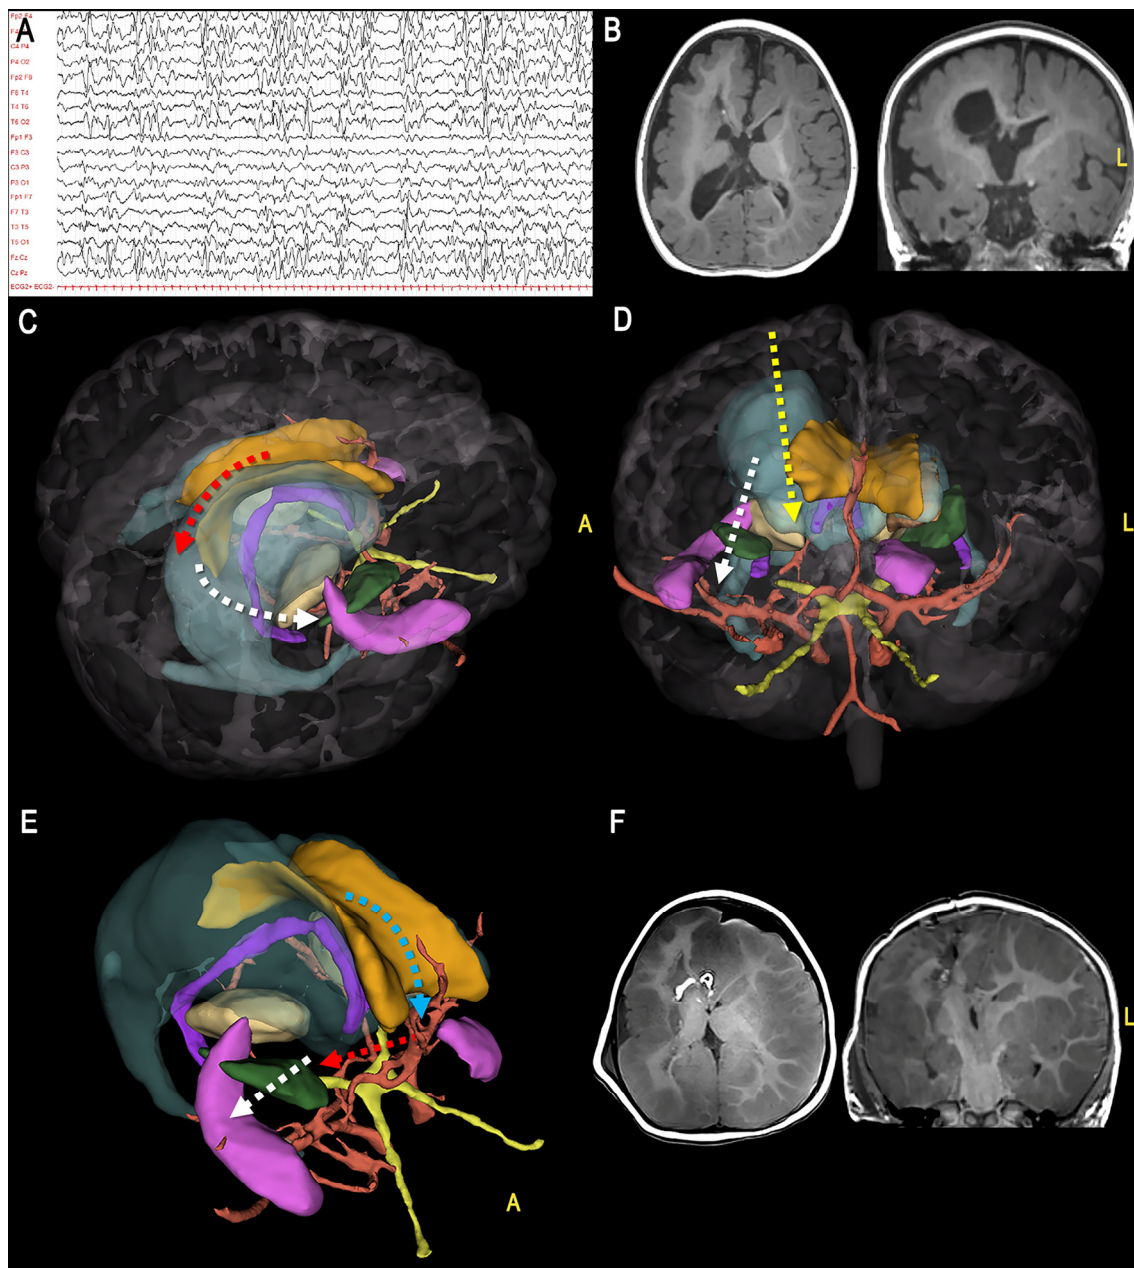 A
Fp2 F4
C4 P4
P4 O2
Fp2 F8
F8 T4
T4 T6
T6 O2
Fp1 F3
F3 C3
C3 P3
P3 O1
Fp1 F7
F7 T3
T3 T5
T5 O1
Fz Cz
Cz Pz
ECG2+ ECG2-
B
L
C
A
D
L
E
A
F
L